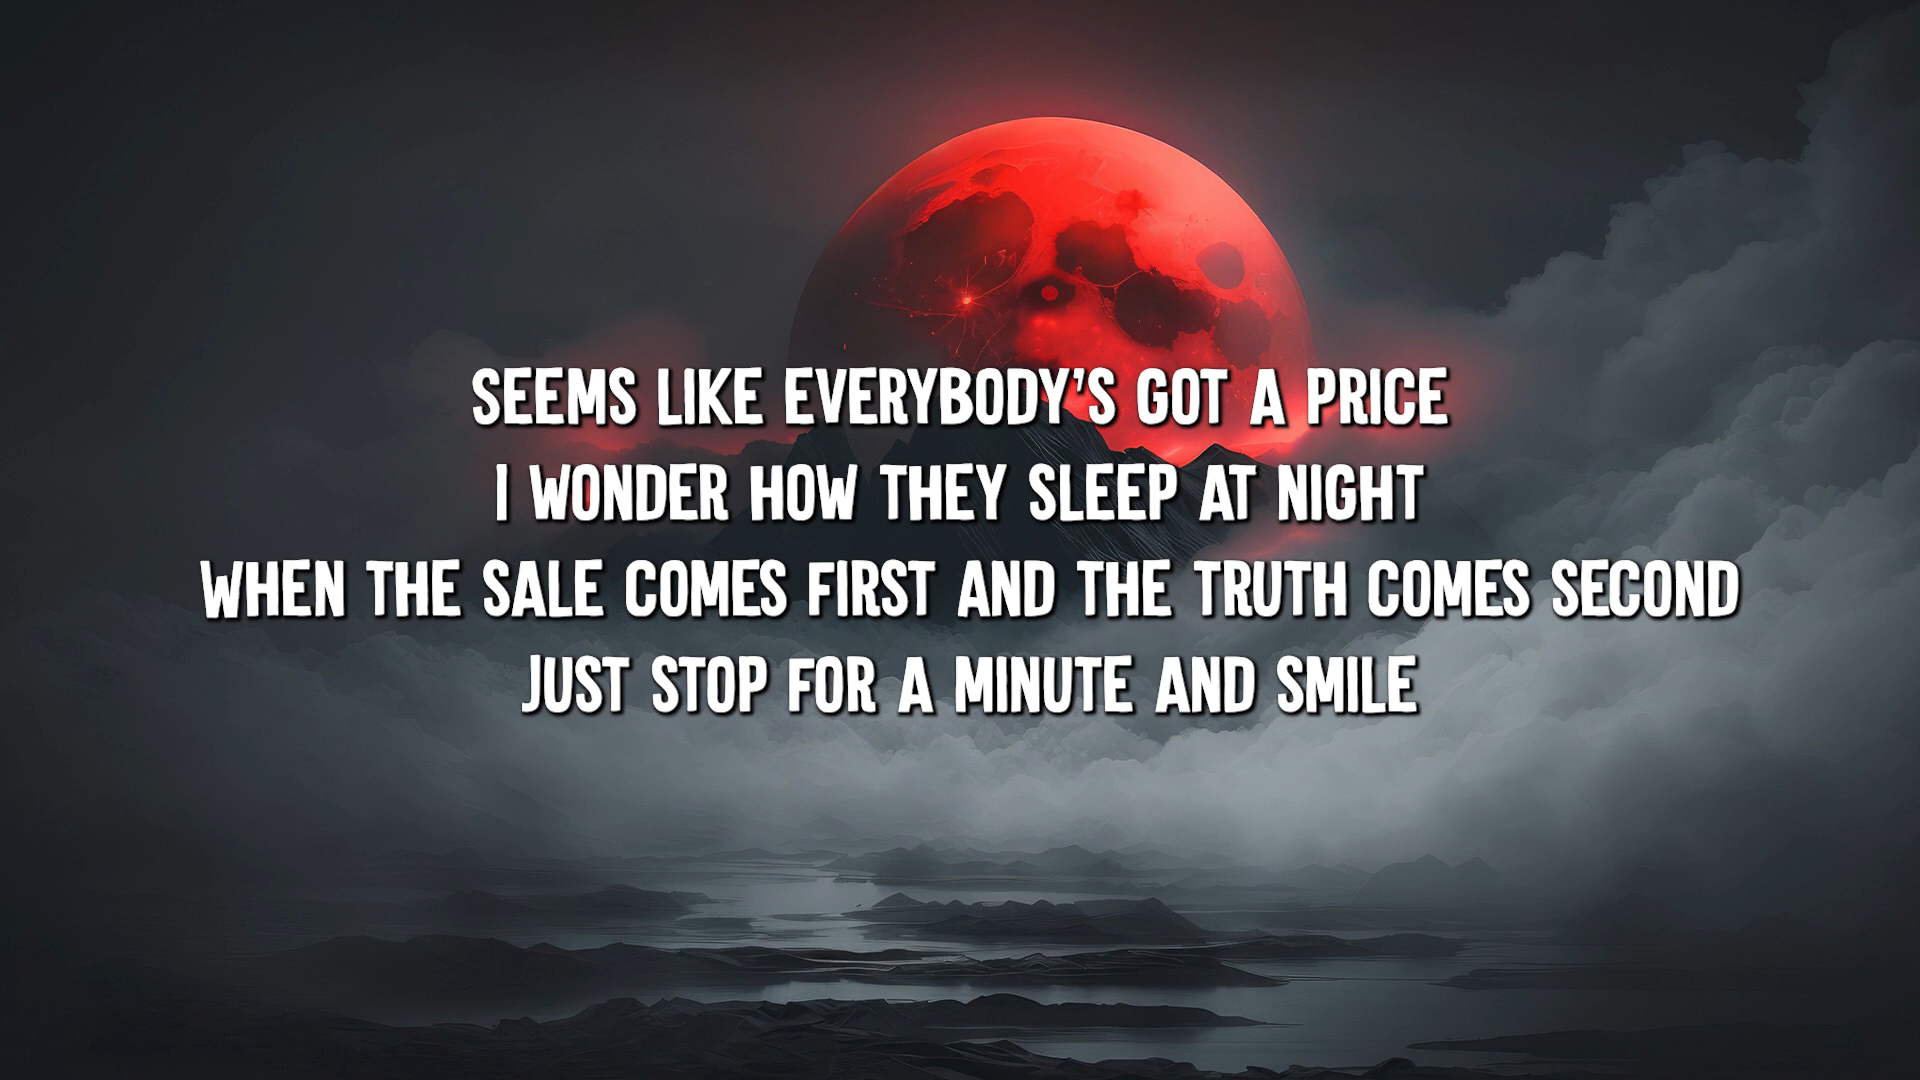 SEEMS LIKE EVERYBODY'S GOT A PRICE
I WONDER HOW THEY SLEEP AT NIGHT
WHEN THE SALE COMES FIRST AND THE TRUTH COMES SECOND
JUST STOP FOR A MINUTE AND SMILE